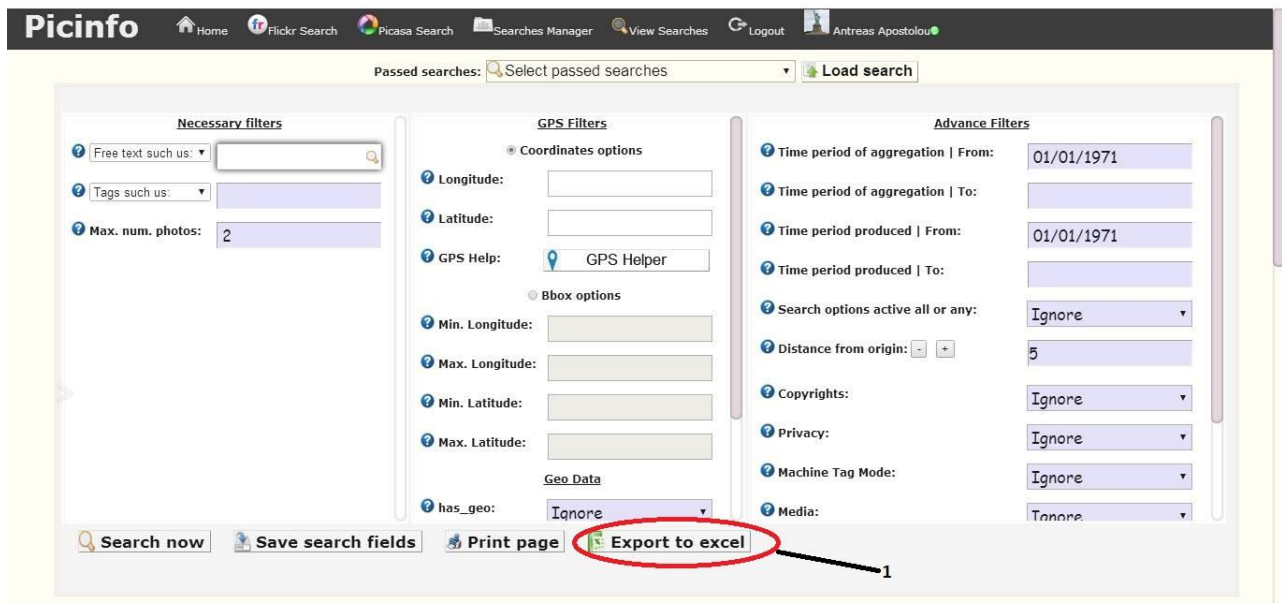 Picinfo Home fr Flickr Search Picasa Search Searches Manager View Searches Logout Antreas Apostolou
Passed searches: Select passed searches Load search
Necessary filters
Free text such us:
Tags such us:
Max. num. photos: 2
GPS Filters
Coordinates options
Longitude:
Latitude:
GPS Help: GPS Helper
Bbox options
Min. Longitude:
Max. Longitude:
Min. Latitude:
Max. Latitude:
Geo Data
has_geo: Ignore
Advance Filters
Time period of aggregation | From: 01/01/1971
Time period of aggregation | To:
Time period produced | From: 01/01/1971
Time period produced | To:
Search options active all or any: Ignore
Distance from origin: - + 5
Copyrights: Ignore
Privacy: Ignore
Machine Tag Mode: Ignore
Media: Ignore
Search now Save search fields Print page Export to excel
1